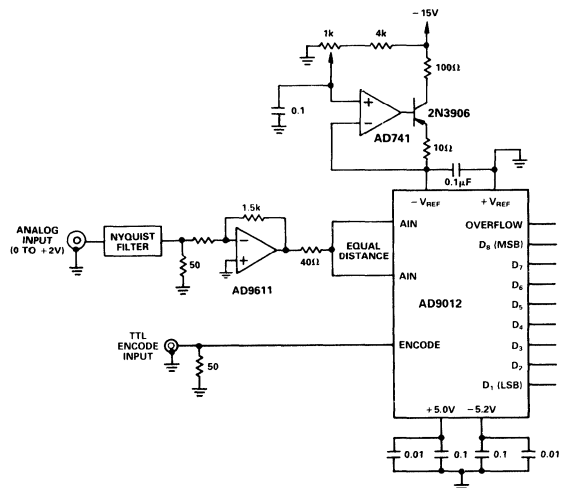 – 15V
1k
4k
100Ω
0.1
+
–
AD741
2N3906
10Ω
0.1µF
– VREF
+ VREF
ANALOG
INPUT
(0 TO +2V)
NYQUIST
FILTER
50
1.5k
–
+
AD9611
40Ω
EQUAL
DISTANCE
AIN
AIN
AD9012
OVERFLOW
D8 (MSB)
D7
D6
D5
D4
D3
D2
D1 (LSB)
TTL
ENCODE
INPUT
50
ENCODE
+5.0V
–5.2V
0.01
0.1
0.1
0.01